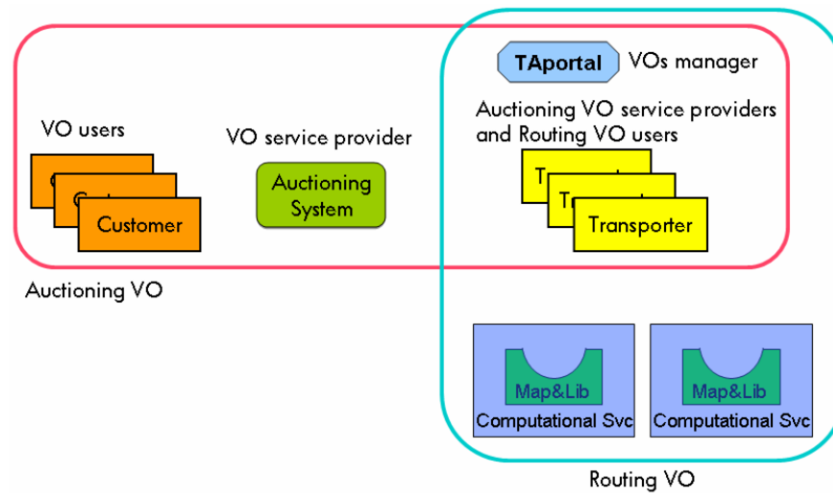 TAportal
VOs manager
Auctioning VO service providers
and Routing VO users
VO users
VO service provider
Auctioning
System
Customer
T
Transporter
Auctioning VO
Map&Lib
Computational Svc
Map&Lib
Computational Svc
Routing VO